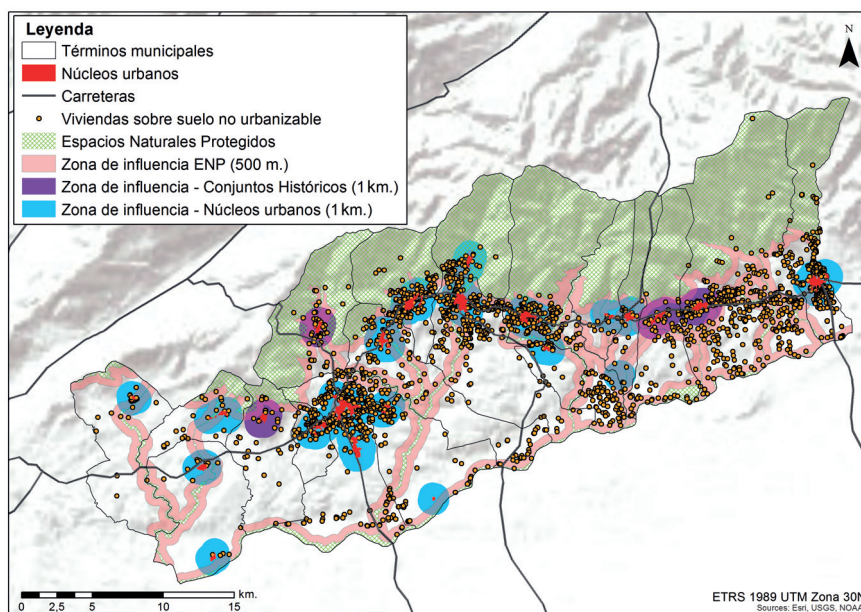 Leyenda
Términos municipales
Núcleos urbanos
Carreteras
Viviendas sobre suelo no urbanizable
Espacios Naturales Protegidos
Zona de influencia ENP (500 m.)
Zona de influencia - Conjuntos Históricos (1 km.)
Zona de influencia - Núcleos urbanos (1 km.)
N
0 2,5 5 10 15 km.
ETRS 1989 UTM Zona 30N
Sources: Esri, USGS, NOAA